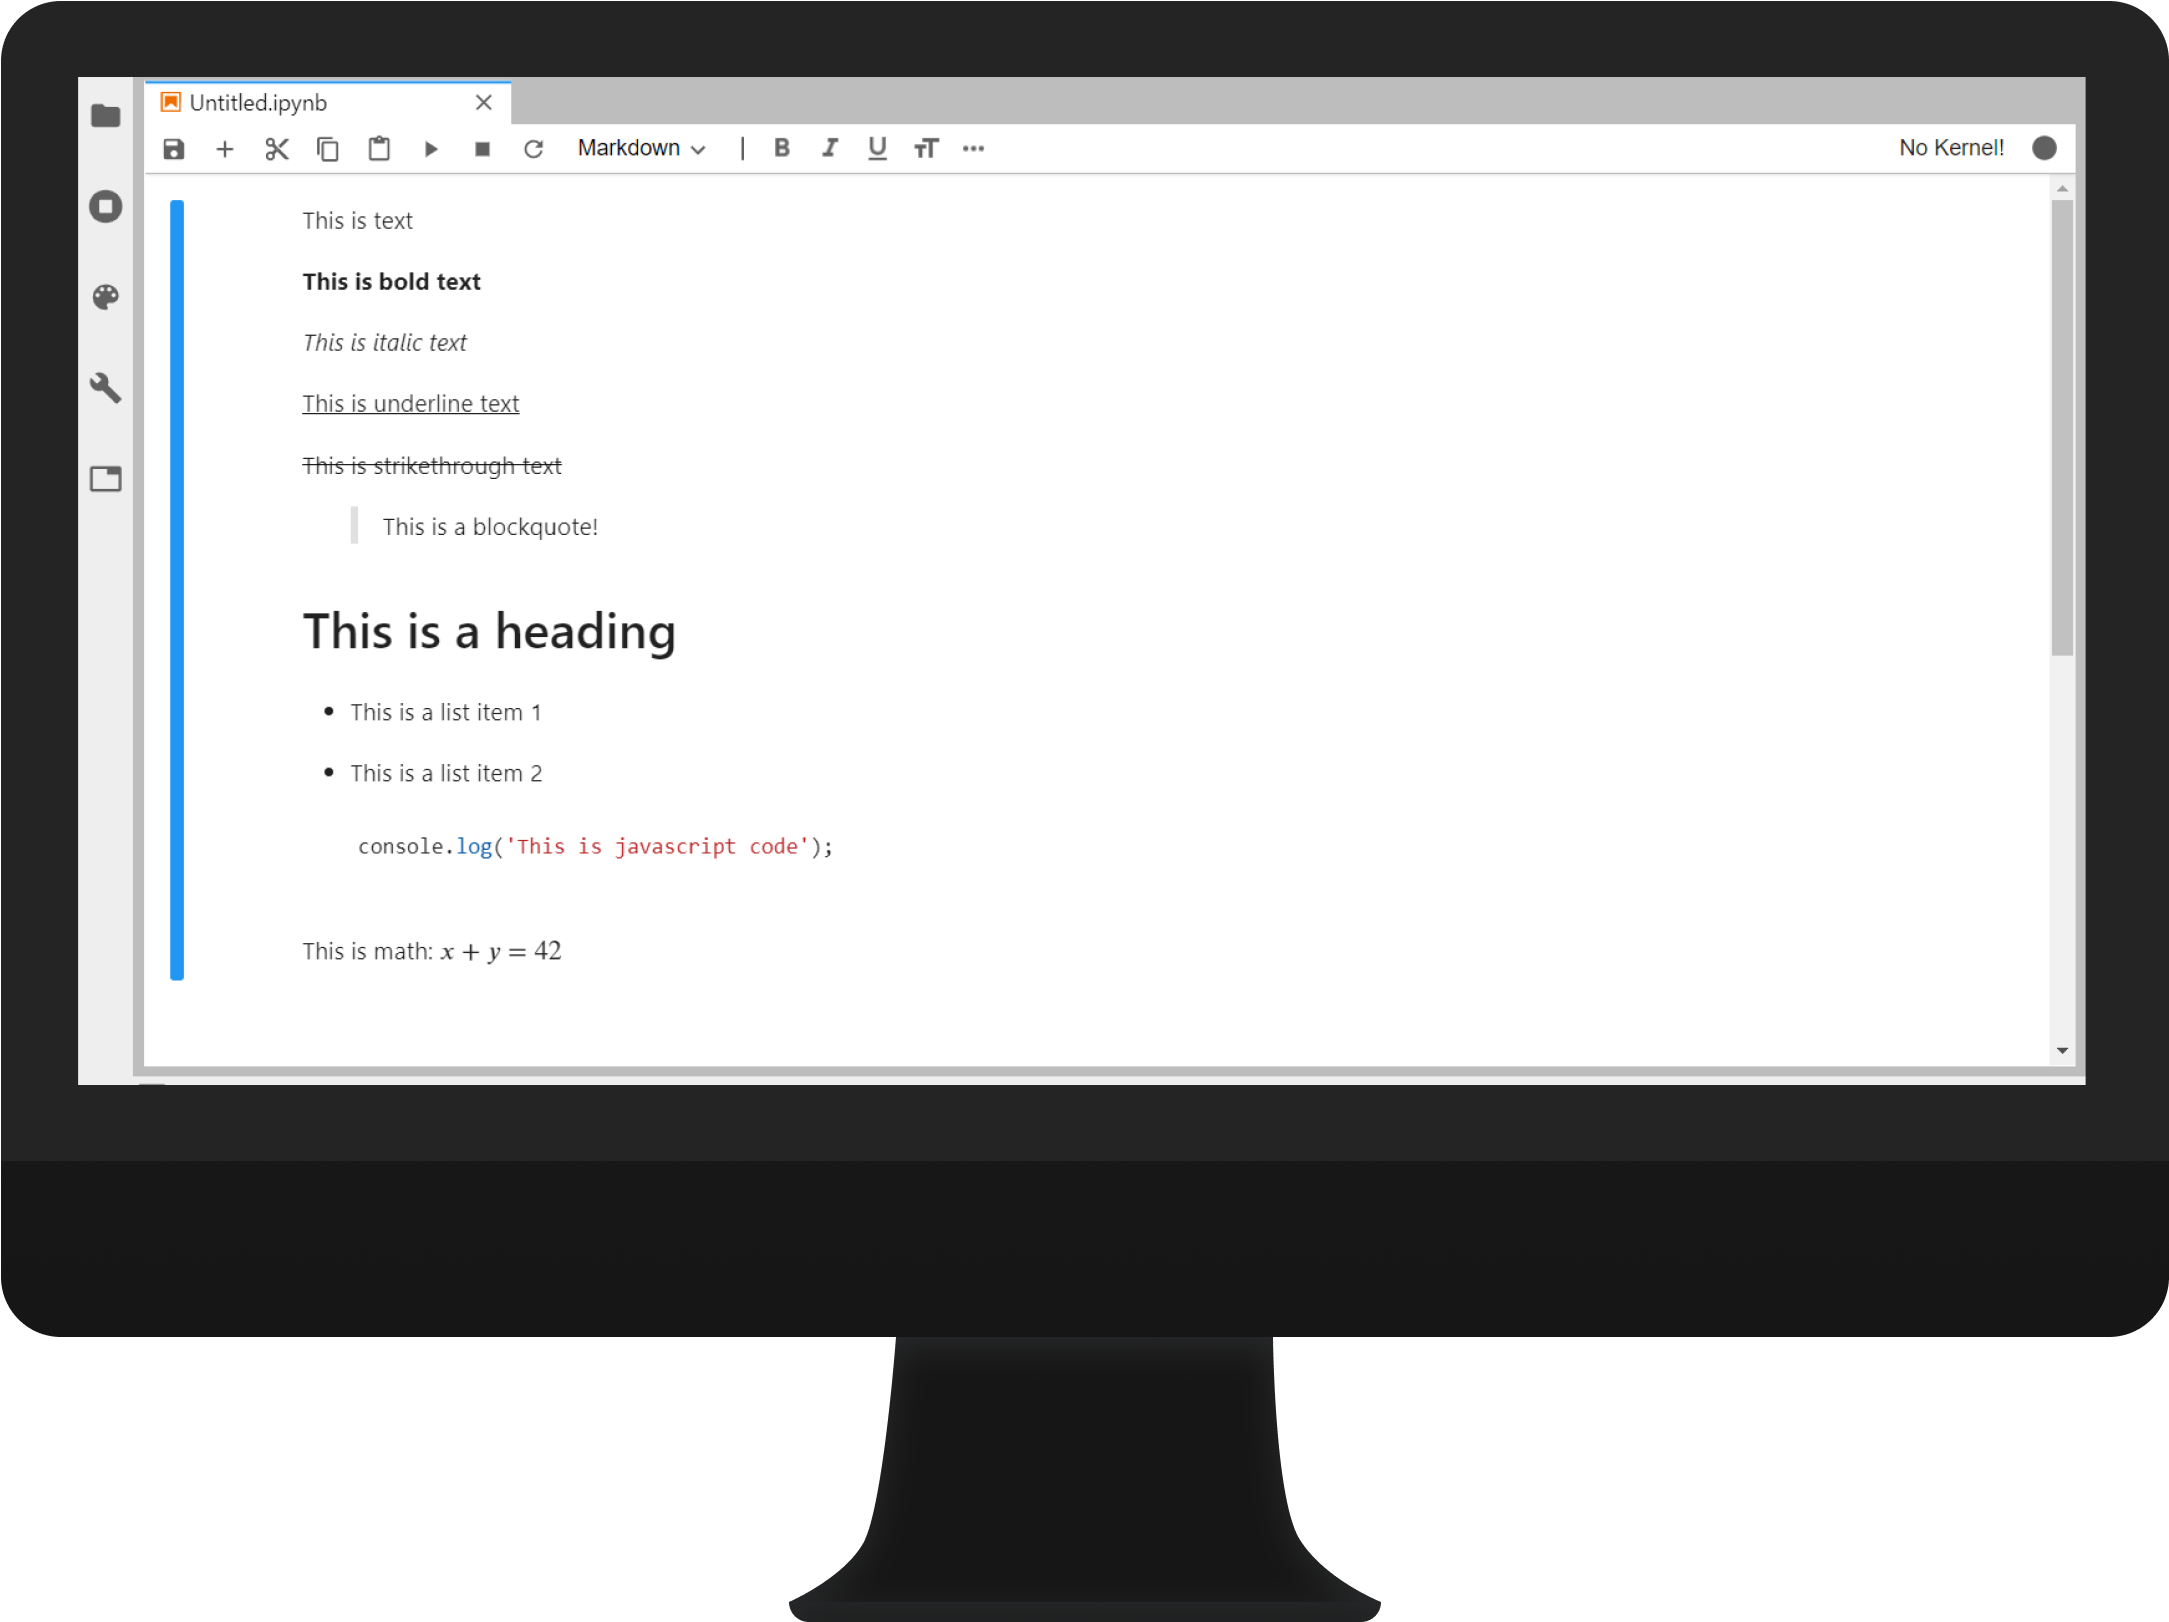 Untitled.ipynb
Markdown
No Kernel!
This is text
This is bold text
This is italic text
This is underline text
This is strikethrough text
This is a blockquote!
This is a heading
• This is a list item 1
• This is a list item 2
console.log('This is javascript code');
This is math: x + y = 42